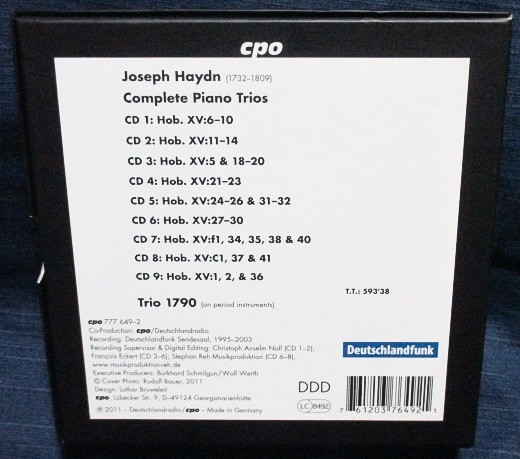 cpo
Joseph Haydn (1732–1809)
Complete Piano Trios
CD 1: Hob. XV:6–10
CD 2: Hob. XV:11–14
CD 3: Hob. XV:5 & 18–20
CD 4: Hob. XV:21–23
CD 5: Hob. XV:24–26 & 31–32
CD 6: Hob. XV:27–30
CD 7: Hob. XV:f1, 34, 35, 38 & 40
CD 8: Hob. XV:C1, 37 & 41
CD 9: Hob. XV:1, 2, & 36
T.T.: 593'38
Trio 1790 (on period instruments)
cpo 777 649–2
Co-Production: cpo/Deutschlandradio
Recording: Deutschlandfunk Sendesaal, 1995–2003
Recording Supervisor & Digital Editing: Christoph Anselm Noll (CD 1–2);
François Eckert (CD 3–6); Stephan Reh Musikproduktion (CD 6–8),
www.musikproduktion-reh.de
Executive Producers: Burkhard Schmilgun/Wolf Werth
© Cover Photo: Rudolf Bauer, 2011
Design: Lothar Bruweleit
cpo, Lübecker Str. 9, D–49124 Georgsmarienhütte
℗ 2011 – Deutschlandradio/cpo – Made in Germany
Deutschlandfunk
DDD
LC 8492
7 61203 76492 1